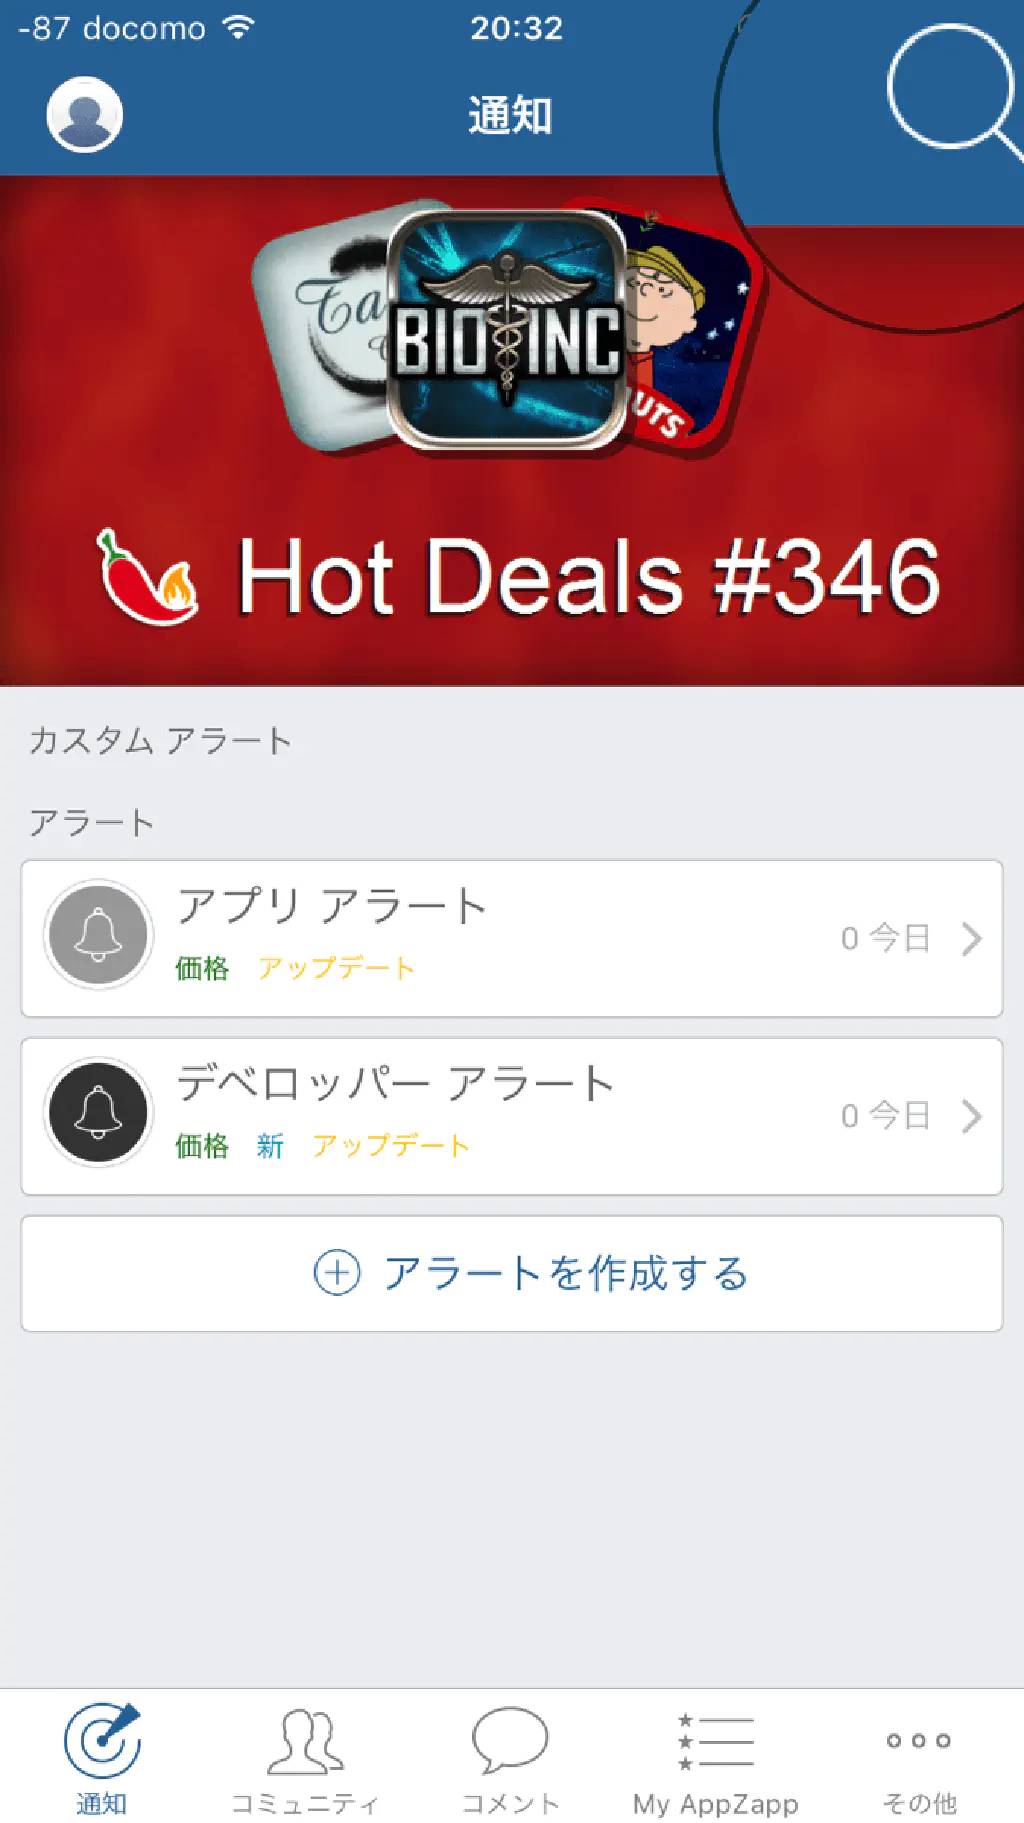 -87 docomo 20:32
通知
BIO INC
UTS
Hot Deals #346
カスタム アラート
アラート
アプリ アラート
0 今日
価格 アップデート
デベロッパー アラート
0 今日
価格 新 アップデート
アラートを作成する
通知 コミュニティ コメント My AppZapp その他